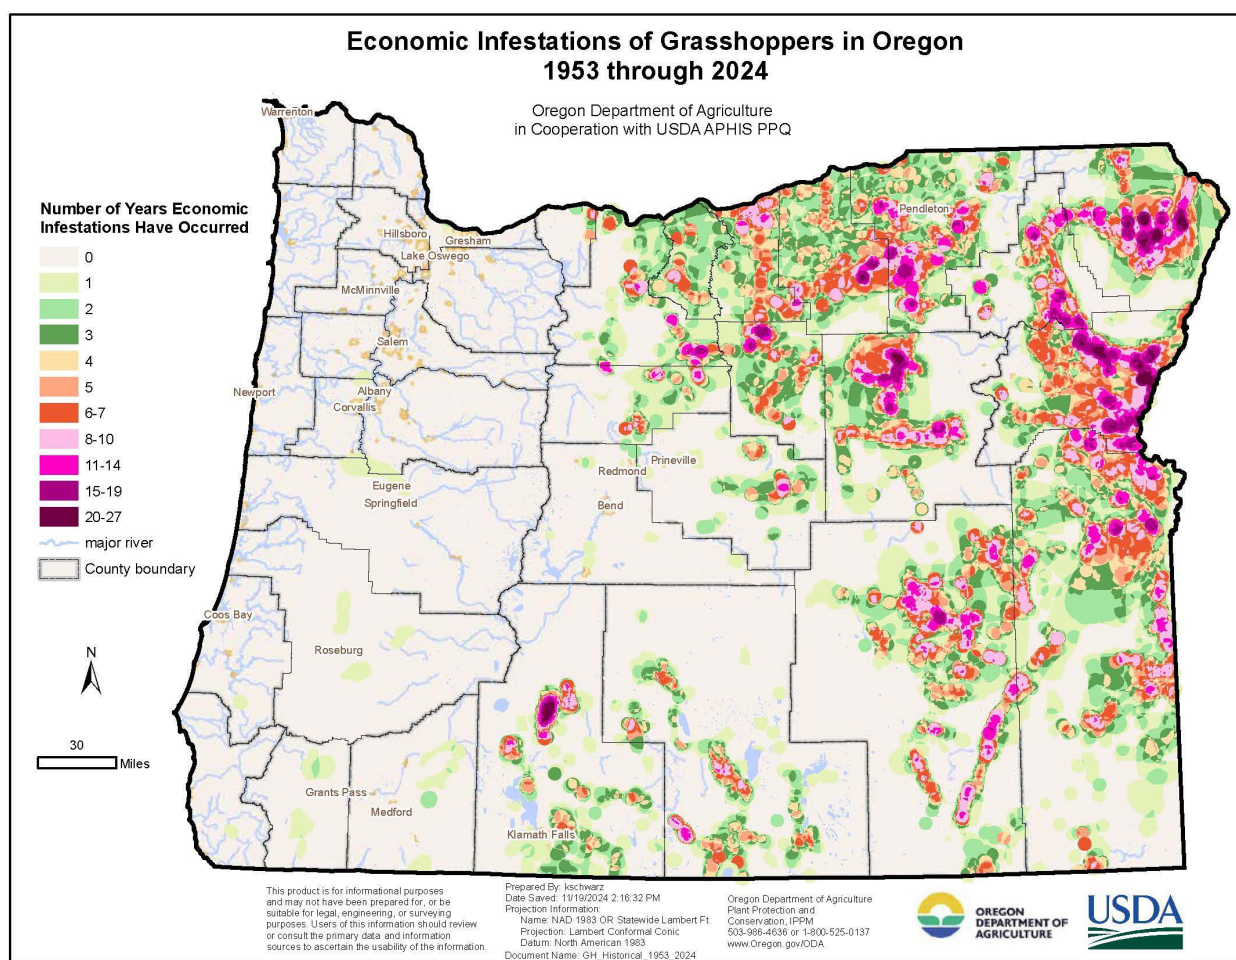 Economic Infestations of Grasshoppers in Oregon
1953 through 2024
Oregon Department of Agriculture
in Cooperation with USDA APHIS PPQ
Warrenton
Number of Years Economic
Infestations Have Occurred
0
1
2
3
4
5
6-7
8-10
11-14
15-19
20-27
major river
County boundary
N
30
Miles
Pendleton
Hillsboro
Gresham
Lake Oswego
McMinnville
Salem
Newport
Albany
Corvallis
Redmond
Prineville
Eugene
Springfield
Bend
Coos Bay
Roseburg
Grants Pass
Medford
Klamath Falls
This product is for informational purposes
and may not have been prepared for, or be
suitable for legal, engineering, or surveying
purposes. Users of this information should review
or consult the primary data and information
sources to ascertain the usability of the information.
Prepared By: kschwarz
Date Saved: 11/19/2024 2:16:32 PM
Projection Information:
Name: NAD 1983 OR Statewide Lambert Ft
Projection: Lambert Conformal Conic
Datum: North American 1983
Document Name: GH_Historical_1953_2024
Oregon Department of Agriculture
Plant Protection and
Conservation, IPPM
503-986-4636 or 1-800-525-0137
www.Oregon.gov/ODA
OREGON
DEPARTMENT OF
AGRICULTURE
USDA